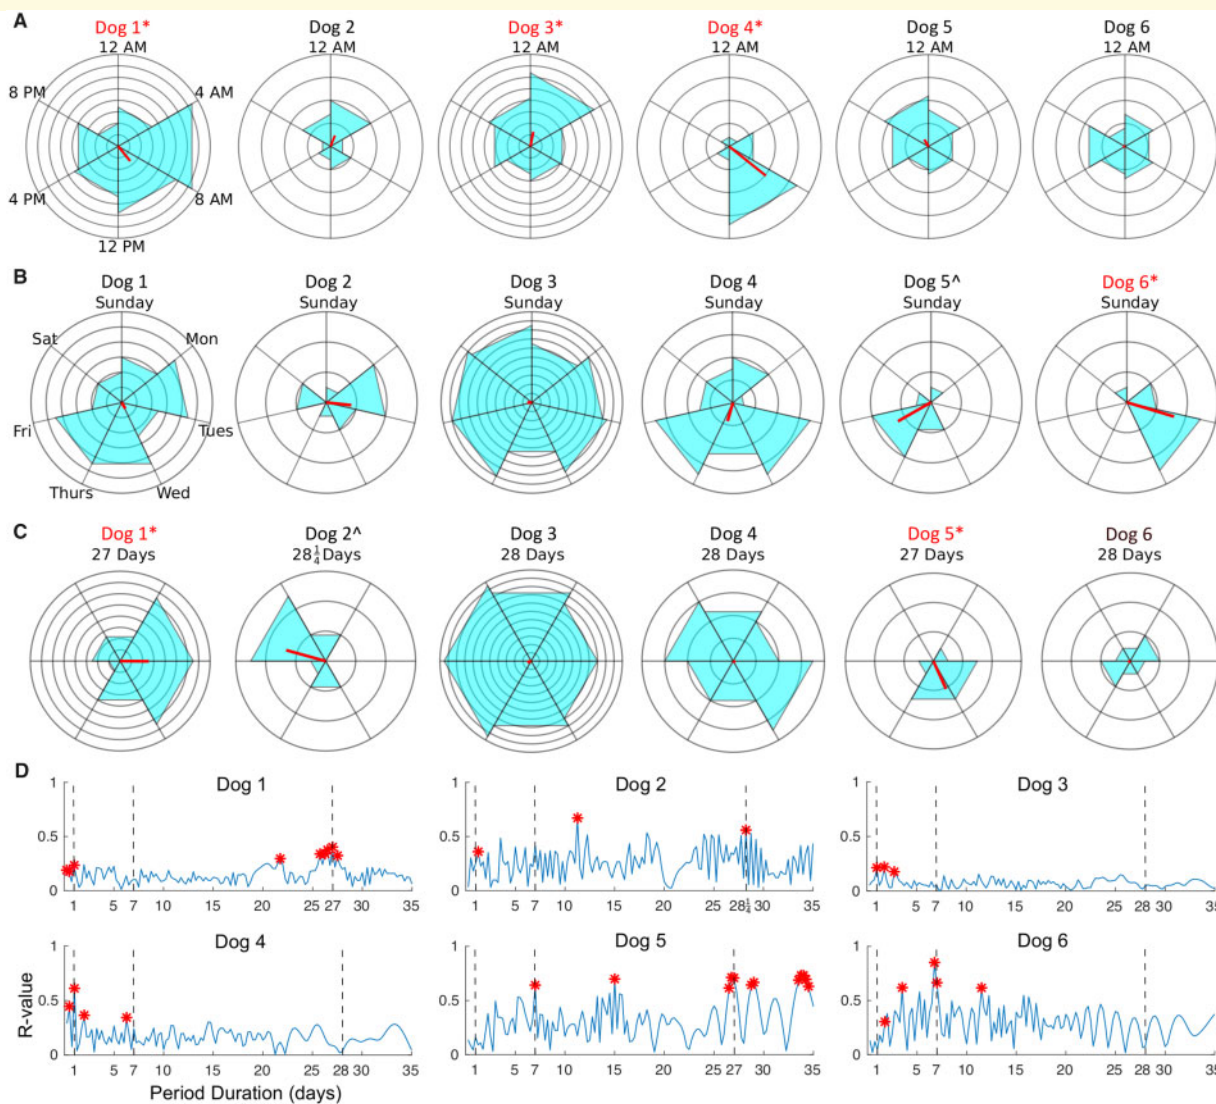 A
Dog 1* Dog 2 Dog 3* Dog 4* Dog 5 Dog 6
12 AM 12 AM 12 AM 12 AM 12 AM 12 AM
8 PM 4 AM
4 PM 8 AM
12 PM
B
Dog 1 Dog 2 Dog 3 Dog 4 Dog 5^ Dog 6*
Sunday Sunday Sunday Sunday Sunday Sunday
Sat Mon
Fri Tues
Thurs Wed
C
Dog 1* Dog 2^ Dog 3 Dog 4 Dog 5* Dog 6
27 Days 28 1/4 Days 28 Days 28 Days 27 Days 28 Days
D
Dog 1 Dog 2 Dog 3
1 1 1
0.5 0.5 0.5
0 0 0
1 5 7 10 15 20 25 27 35 1 5 7 10 15 20 25 28 1/4 30 35 1 7 10 15 20 25 28 30 35
Dog 4 Dog 5 Dog 6
1 1 1
0.5 0.5 0.5
0 0 0
1 5 7 10 15 20 25 28 35 1 7 10 15 20 25 27 30 35 1 7 10 15 20 25 28 30 35
R-value
Period Duration (days)